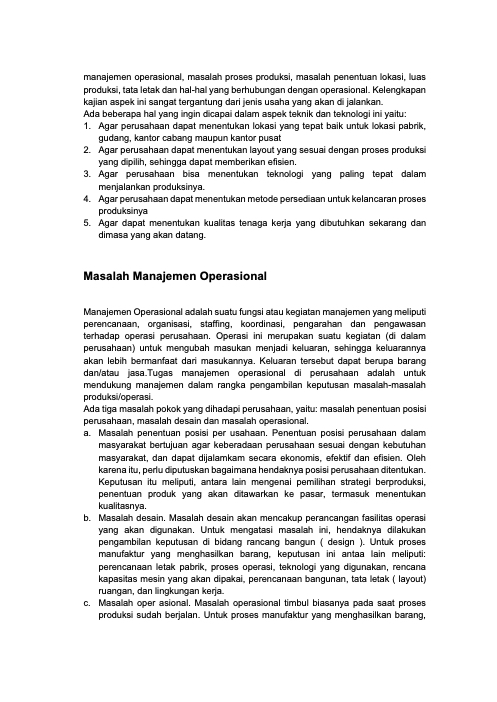 manajemen operasional, masalah proses produksi, masalah penentuan lokasi, luas
produksi, tata letak dan hal-hal yang berhubungan dengan operasional. Kelengkapan
kajian aspek ini sangat tergantung dari jenis usaha yang akan di jalankan.
Ada beberapa hal yang ingin dicapai dalam aspek teknik dan teknologi ini yaitu:
1. Agar perusahaan dapat menentukan lokasi yang tepat baik untuk lokasi pabrik,
gudang, kantor cabang maupun kantor pusat
2. Agar perusahaan dapat menentukan layout yang sesuai dengan proses produksi
yang dipilih, sehingga dapat memberikan efisien.
3. Agar perusahaan bisa menentukan teknologi yang paling tepat dalam
menjalankan produksinya.
4. Agar perusahaan dapat menentukan metode persediaan untuk kelancaran proses
produksinya
5. Agar dapat menentukan kualitas tenaga kerja yang dibutuhkan sekarang dan
dimasa yang akan datang.
Masalah Manajemen Operasional
Manajemen Operasional adalah suatu fungsi atau kegiatan manajemen yang meliputi
perencanaan, organisasi, staffing, koordinasi, pengarahan dan pengawasan
terhadap operasi perusahaan. Operasi ini merupakan suatu kegiatan (di dalam
perusahaan) untuk mengubah masukan menjadi keluaran, sehingga keluarannya
akan lebih bermanfaat dari masukannya. Keluaran tersebut dapat berupa barang
dan/atau jasa.Tugas manajemen operasional di perusahaan adalah untuk
mendukung manajemen dalam rangka pengambilan keputusan masalah-masalah
produksi/operasi.
Ada tiga masalah pokok yang dihadapi perusahaan, yaitu: masalah penentuan posisi
perusahaan, masalah desain dan masalah operasional.
a. Masalah penentuan posisi per usahaan. Penentuan posisi perusahaan dalam
masyarakat bertujuan agar keberadaan perusahaan sesuai dengan kebutuhan
masyarakat, dan dapat dijalamkam secara ekonomis, efektif dan efisien. Oleh
karena itu, perlu diputuskan bagaimana hendaknya posisi perusahaan ditentukan.
Keputusan itu meliputi, antara lain mengenai pemilihan strategi berproduksi,
penentuan produk yang akan ditawarkan ke pasar, termasuk menentukan
kualitasnya.
b. Masalah desain. Masalah desain akan mencakup perancangan fasilitas operasi
yang akan digunakan. Untuk mengatasi masalah ini, hendaknya dilakukan
pengambilan keputusan di bidang rancang bangun ( design ). Untuk proses
manufaktur yang menghasilkan barang, keputusan ini antaa lain meliputi:
perencanaan letak pabrik, proses operasi, teknologi yang digunakan, rencana
kapasitas mesin yang akan dipakai, perencanaan bangunan, tata letak ( layout)
ruangan, dan lingkungan kerja.
c. Masalah oper asional. Masalah operasional timbul biasanya pada saat proses
produksi sudah berjalan. Untuk proses manufaktur yang menghasilkan barang,